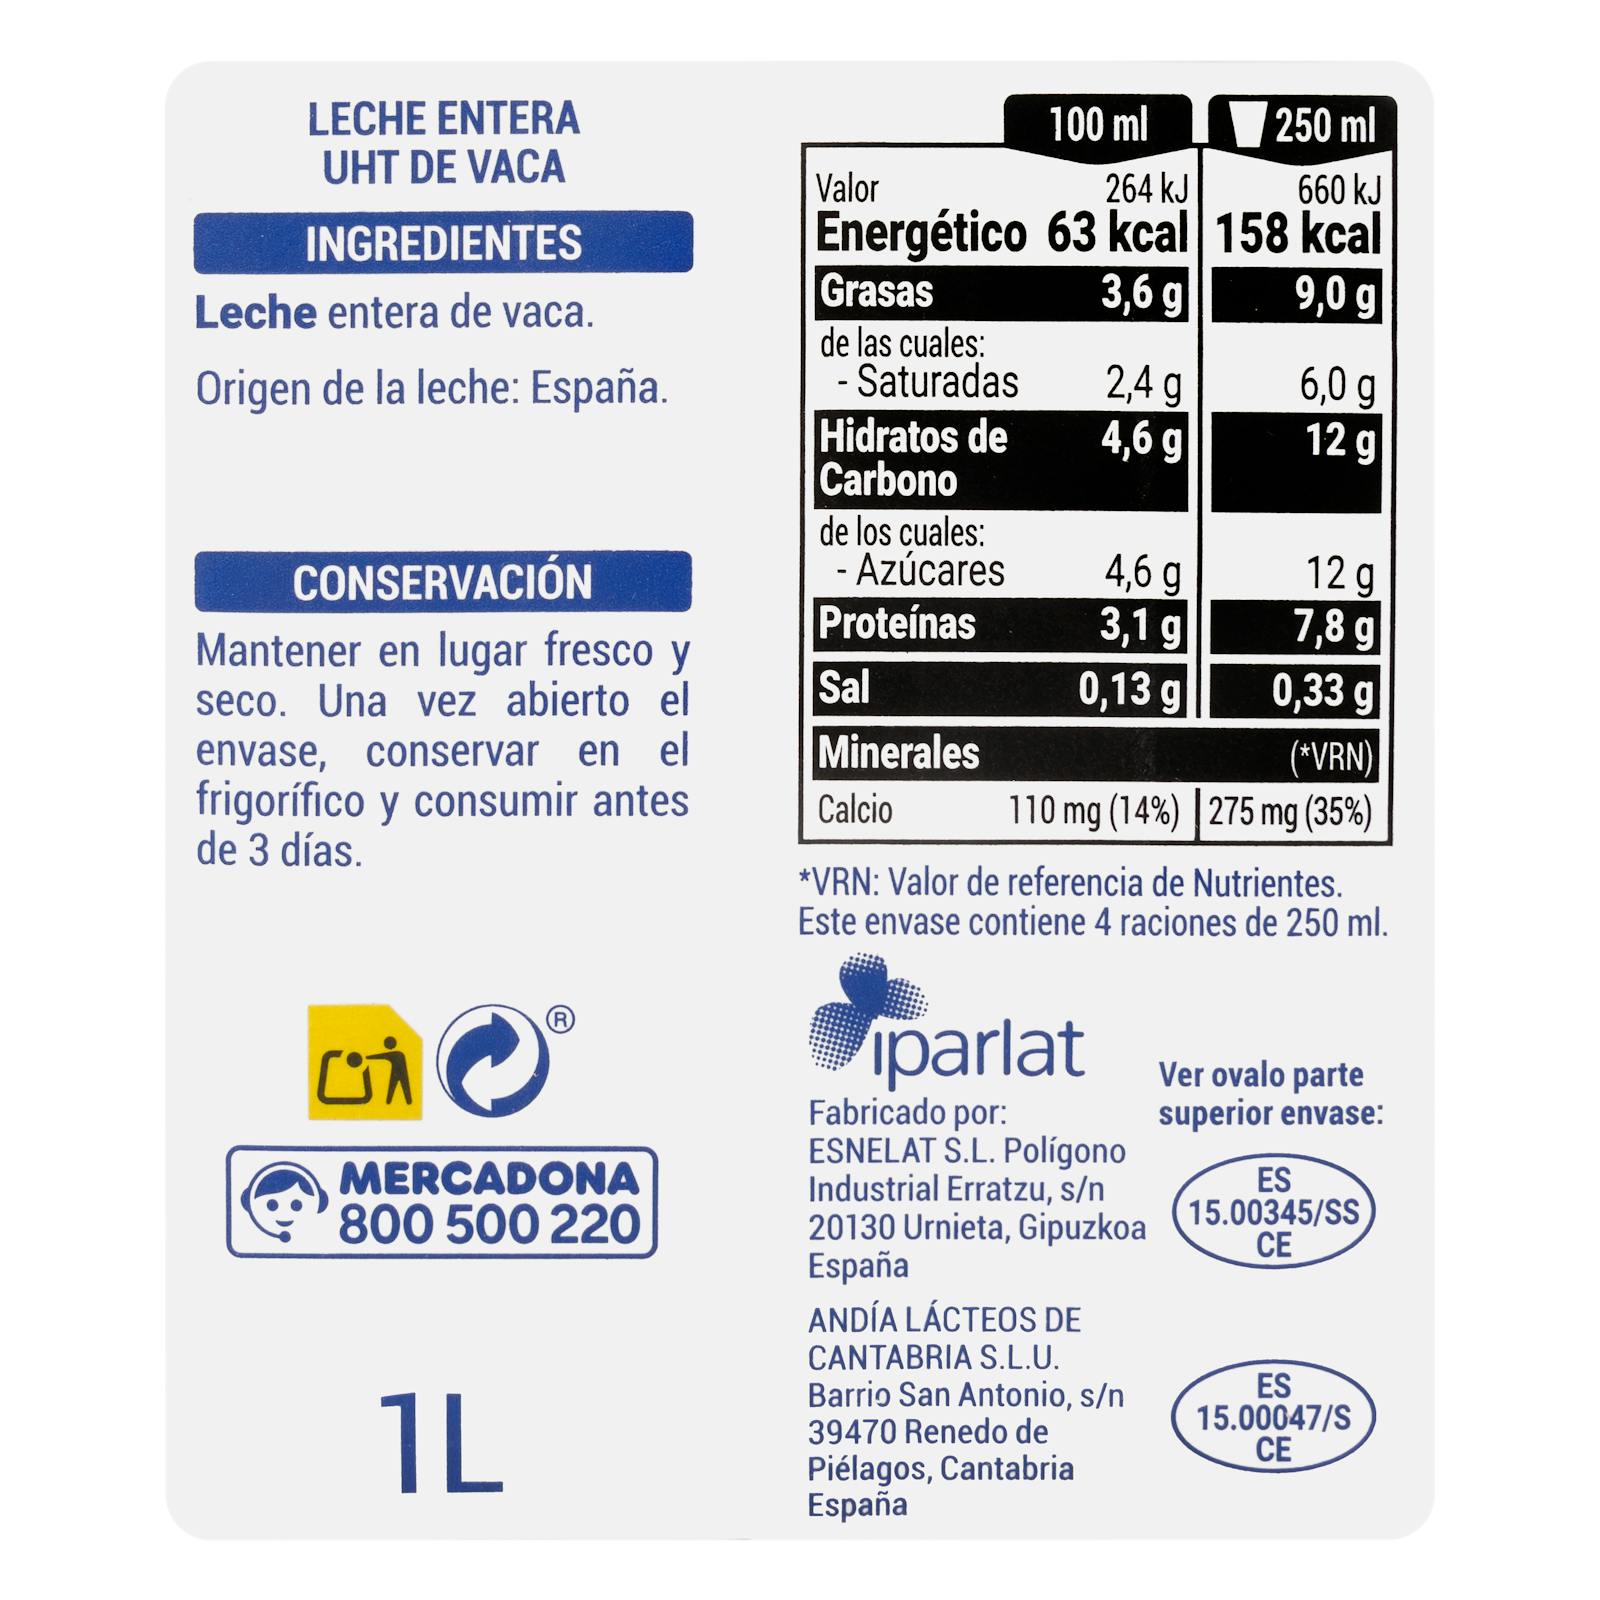 LECHE ENTERA
UHT DE VACA
INGREDIENTES
Leche entera de vaca.
Origen de la leche: España.
CONSERVACIÓN
Mantener en lugar fresco y
seco. Una vez abierto el
envase, conservar en el
frigorífico y consumir antes
de 3 días.
®
MERCADONA
800 500 220
1L
100 ml 250 ml
Valor 264 kJ 660 kJ
Energético 63 kcal 158 kcal
Grasas 3,6 g 9,0 g
de las cuales:
- Saturadas 2,4 g 6,0 g
Hidratos de 4,6 g 12 g
Carbono
de los cuales:
- Azúcares 4,6 g 12 g
Proteínas 3,1 g 7,8 g
Sal 0,13 g 0,33 g
Minerales (*VRN)
Calcio 110 mg (14%) 275 mg (35%)
*VRN: Valor de referencia de Nutrientes.
Este envase contiene 4 raciones de 250 ml.
iparlat
Fabricado por:
ESNELAT S.L. Polígono
Industrial Erratzu, s/n
20130 Urnieta, Gipuzkoa
España
ANDÍA LÁCTEOS DE
CANTABRIA S.L.U.
Barrio San Antonio, s/n
39470 Renedo de
Piélagos, Cantabria
España
Ver ovalo parte
superior envase:
ES
15.00345/SS
CE
ES
15.00047/S
CE